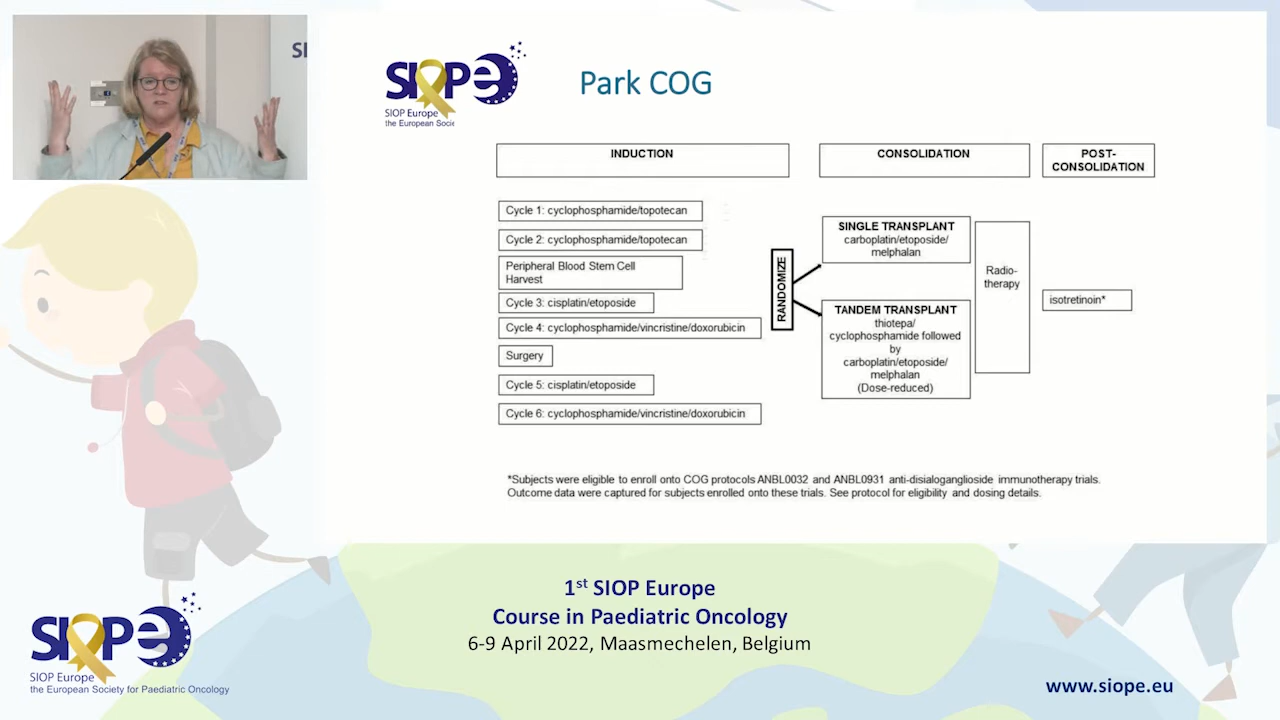 SI
SIOPe
SIOP Europe
the European Socie
Park COG
INDUCTION
CONSOLIDATION
POST-
CONSOLIDATION
Cycle 1: cyclophosphamide/topotecan
Cycle 2: cyclophosphamide/topotecan
Peripheral Blood Stem Cell
Harvest
Cycle 3: cisplatin/etoposide
Cycle 4: cyclophosphamide/vincristine/doxorubicin
Surgery
Cycle 5: cisplatin/etoposide
Cycle 6: cyclophosphamide/vincristine/doxorubicin
RANDOMIZE
SINGLE TRANSPLANT
carboplatin/etoposide/
melphalan
TANDEM TRANSPLANT
thiotepa/
cyclophosphamide followed
by
carboplatin/etoposide/
melphalan
(Dose-reduced)
Radio-
therapy
isotretinoin*
*Subjects were eligible to enroll onto COG protocols ANBL0032 and ANBL0931 anti-disialoganglioside immunotherapy trials.
Outcome data were captured for subjects enrolled onto these trials. See protocol for eligibility and dosing details.
1st SIOP Europe
Course in Paediatric Oncology
6-9 April 2022, Maasmechelen, Belgium
SIOPe
SIOP Europe
the European Society for Paediatric Oncology
www.siope.eu